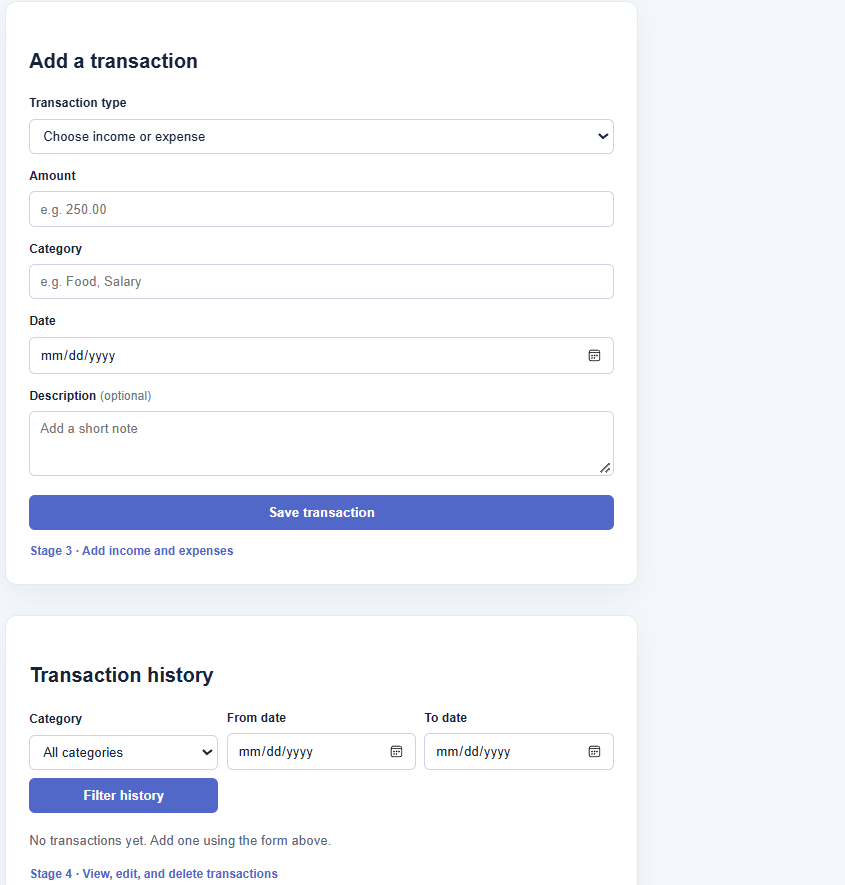 Add a transaction
Transaction type
Choose income or expense
Amount
e.g. 250.00
Category
e.g. Food, Salary
Date
mm/dd/yyyy
Description (optional)
Add a short note
Save transaction
Stage 3 · Add income and expenses
Transaction history
Category From date To date
All categories mm/dd/yyyy mm/dd/yyyy
Filter history
No transactions yet. Add one using the form above.
Stage 4 · View, edit, and delete transactions